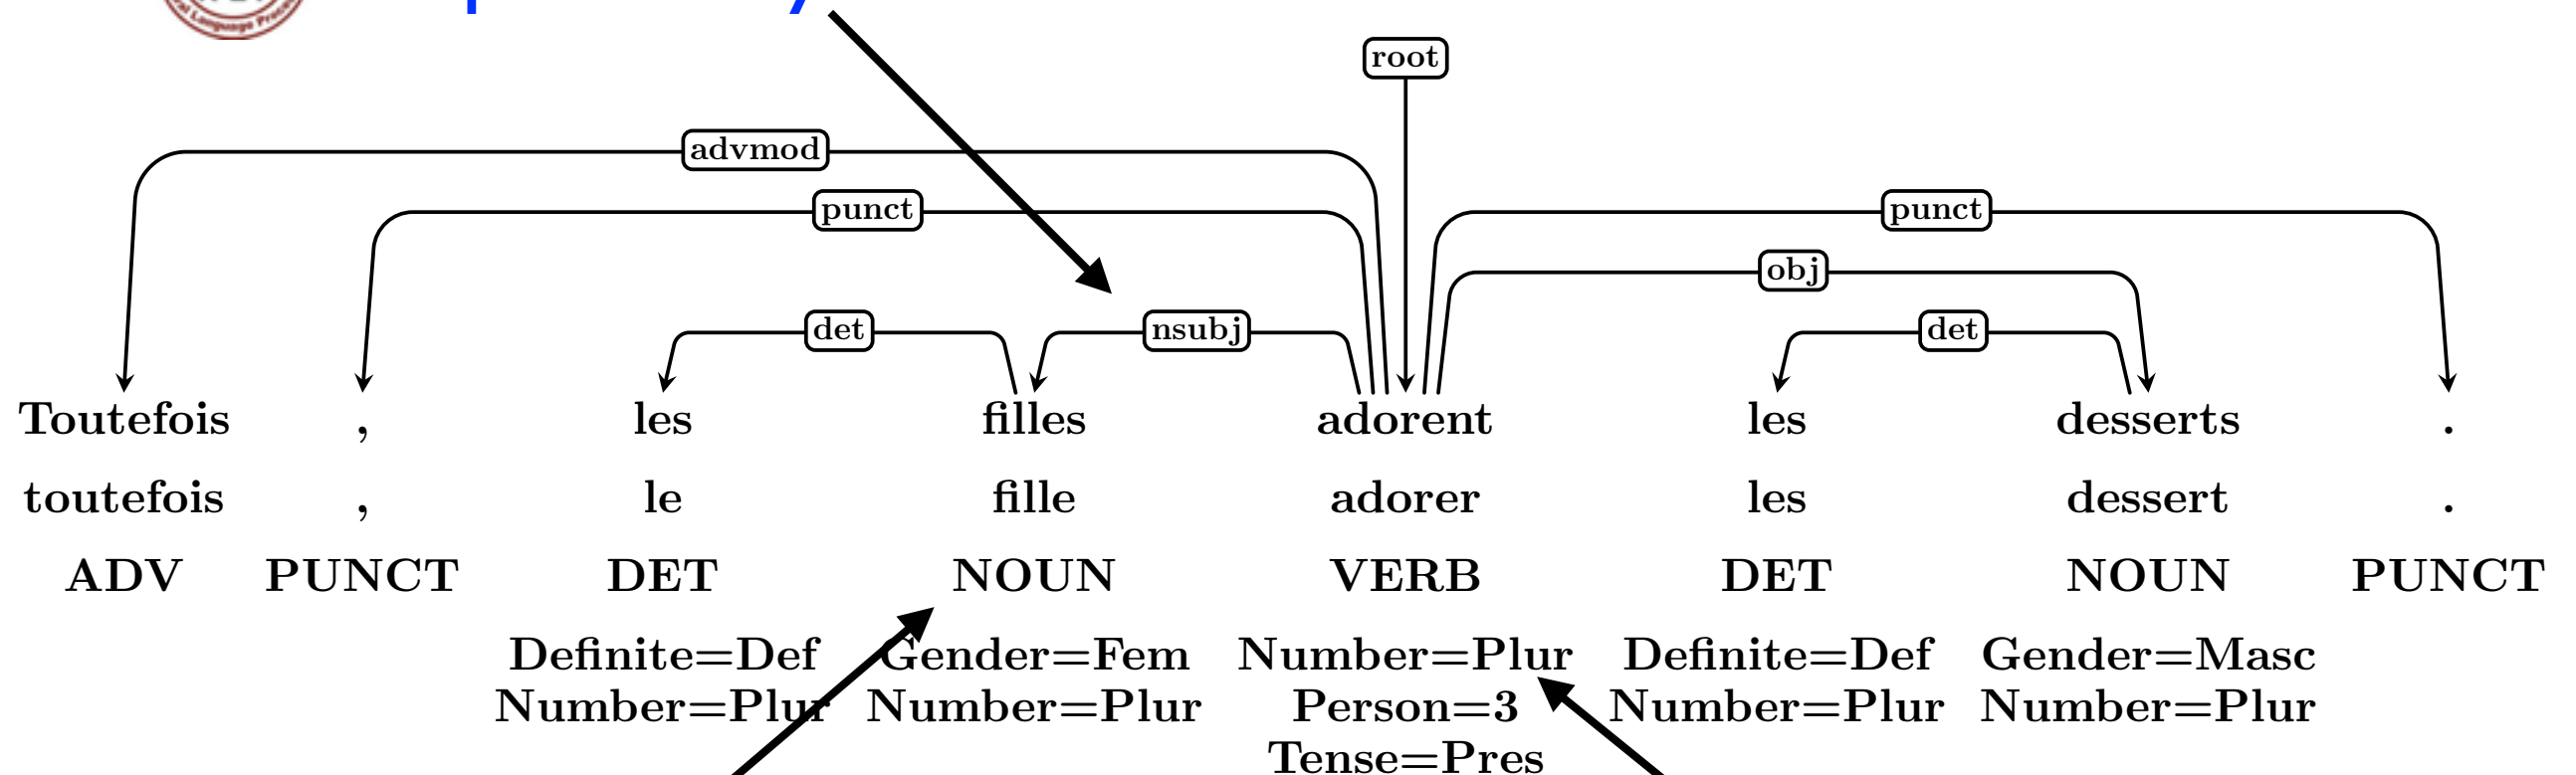 root
advmod
punct punct
obj
det nsubj det
Toutefois , les filles adorent les desserts .
toutefois , le fille adorer les dessert .
ADV PUNCT DET NOUN VERB DET NOUN PUNCT
Definite=Def Gender=Fem Number=Plur Definite=Def Gender=Masc
Number=Plur Number=Plur Person=3 Number=Plur Number=Plur
Tense=Pres